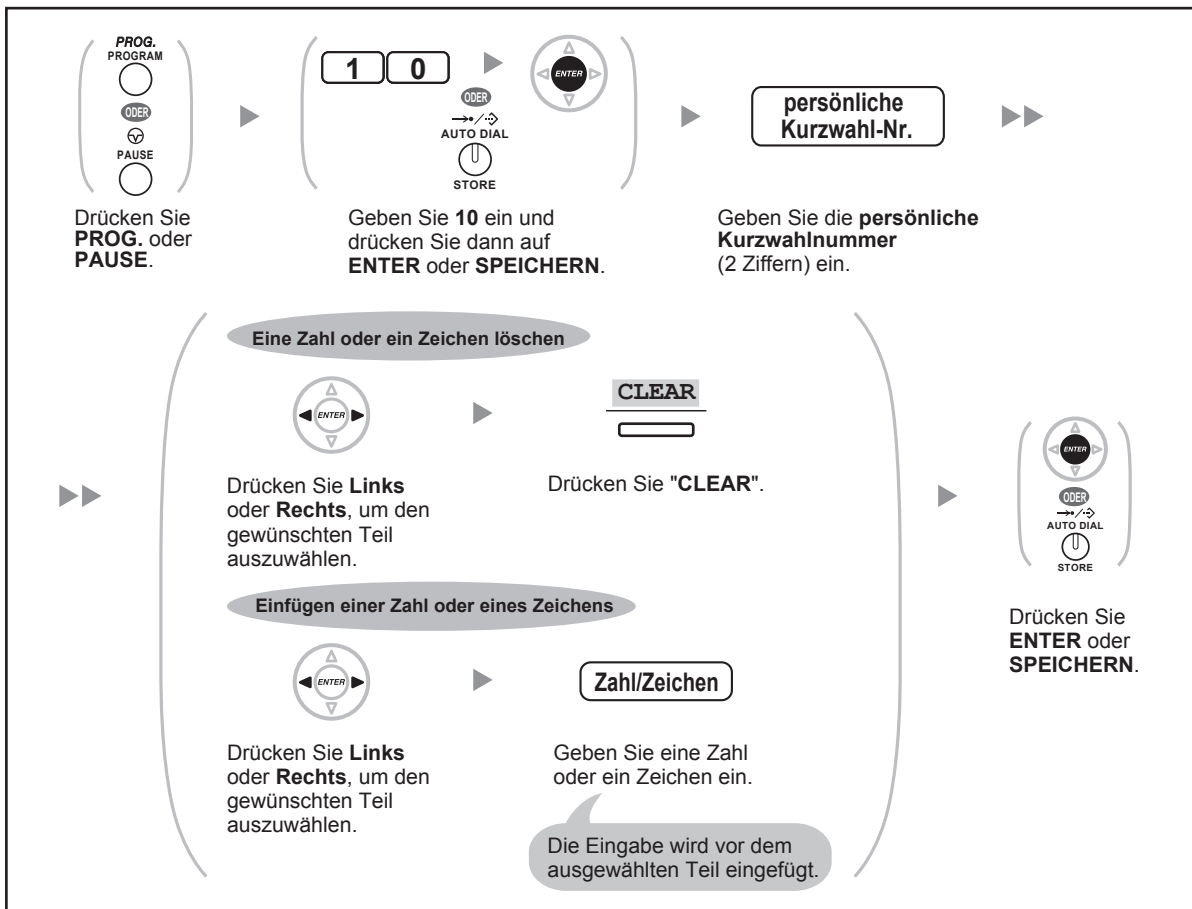 PROG.
PROGRAM
ODER
PAUSE
Drücken Sie
PROG. oder
PAUSE.
1 0
ENTER
ODER
AUTO DIAL
STORE
Geben Sie 10 ein und
drücken Sie dann auf
ENTER oder SPEICHERN.
persönliche
Kurzwahl-Nr.
Geben Sie die persönliche
Kurzwahlnummer
(2 Ziffern) ein.
Eine Zahl oder ein Zeichen löschen
ENTER
Drücken Sie Links
oder Rechts, um den
gewünschten Teil
auszuwählen.
CLEAR
Drücken Sie "CLEAR".
Einfügen einer Zahl oder eines Zeichens
ENTER
Drücken Sie Links
oder Rechts, um den
gewünschten Teil
auszuwählen.
Zahl/Zeichen
Geben Sie eine Zahl
oder ein Zeichen ein.
Die Eingabe wird vor dem
ausgewählten Teil eingefügt.
ENTER
ODER
AUTO DIAL
STORE
Drücken Sie
ENTER oder
SPEICHERN.